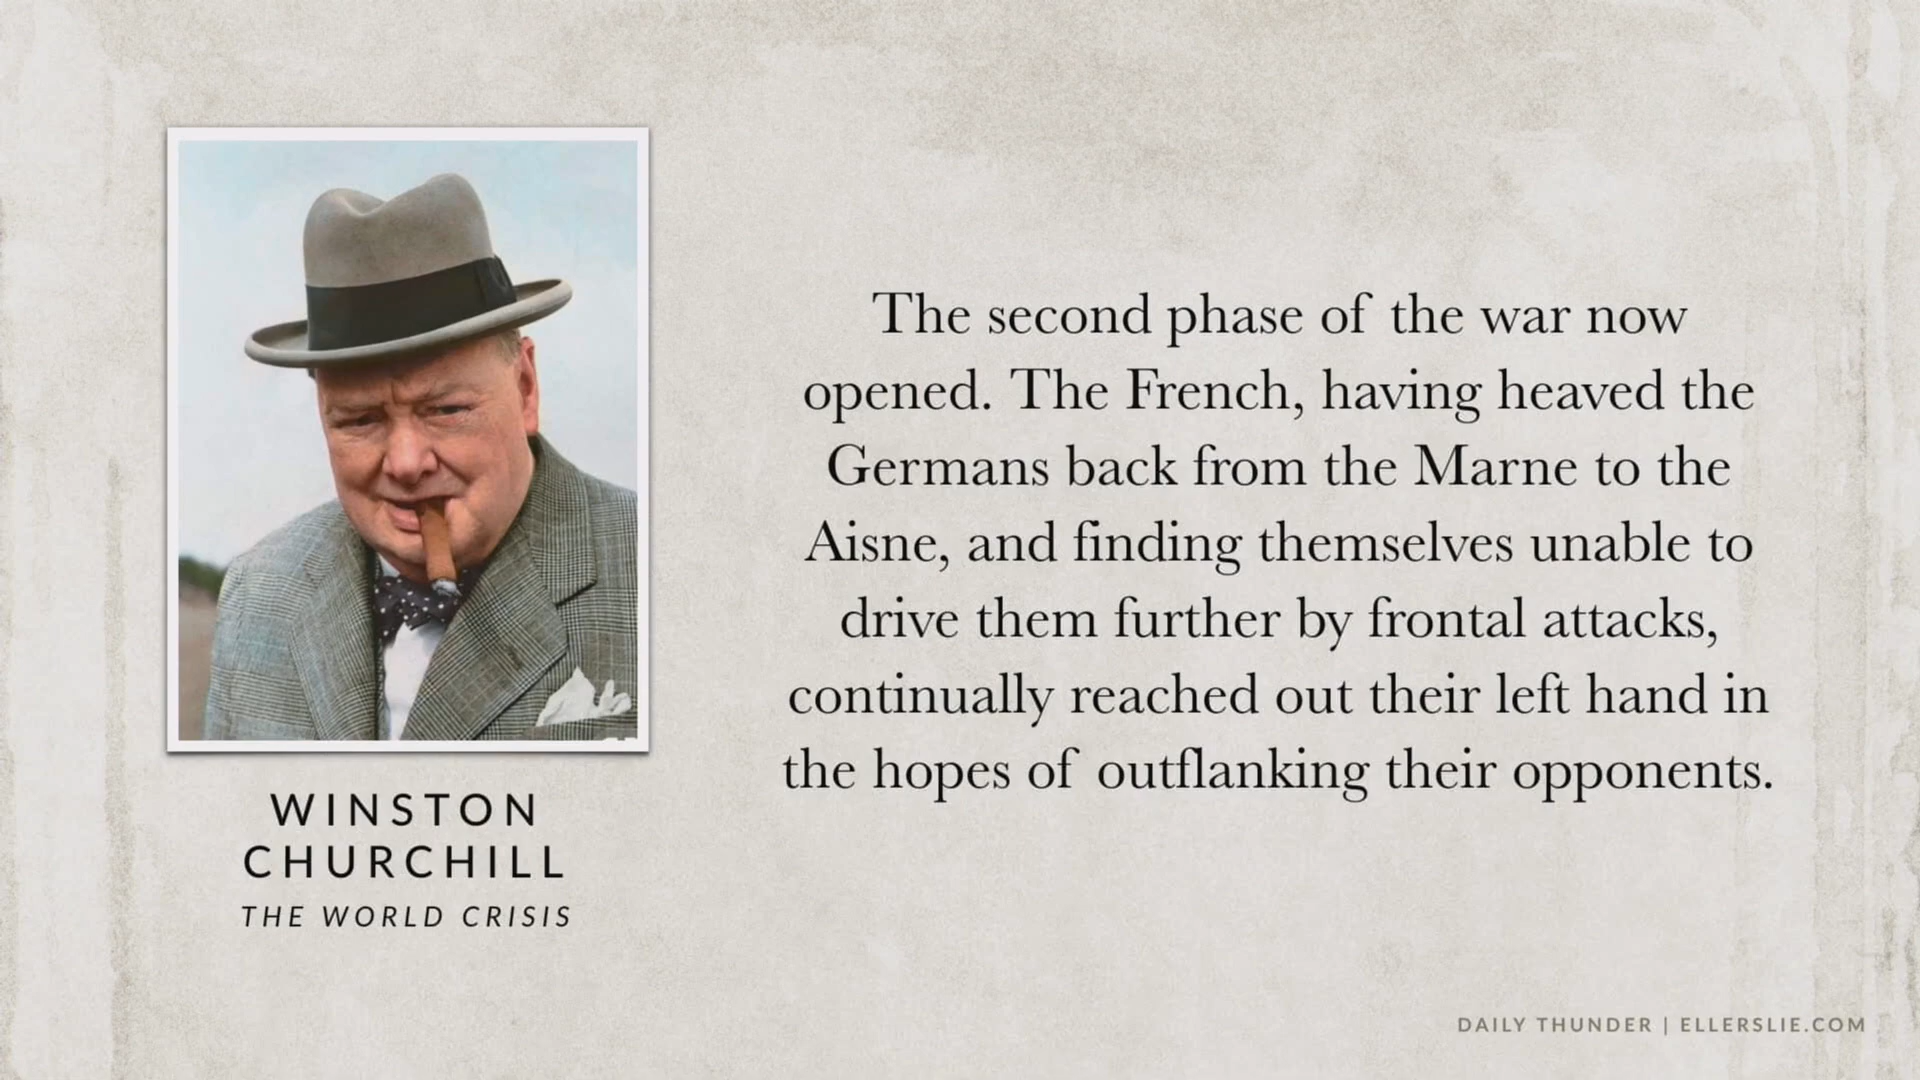 The second phase of the war now
opened. The French, having heaved the
Germans back from the Marne to the
Aisne, and finding themselves unable to
drive them further by frontal attacks,
continually reached out their left hand in
the hopes of outflanking their opponents.
WINSTON
CHURCHILL
THE WORLD CRISIS
DAILY THUNDER | ELLERSLIE.COM